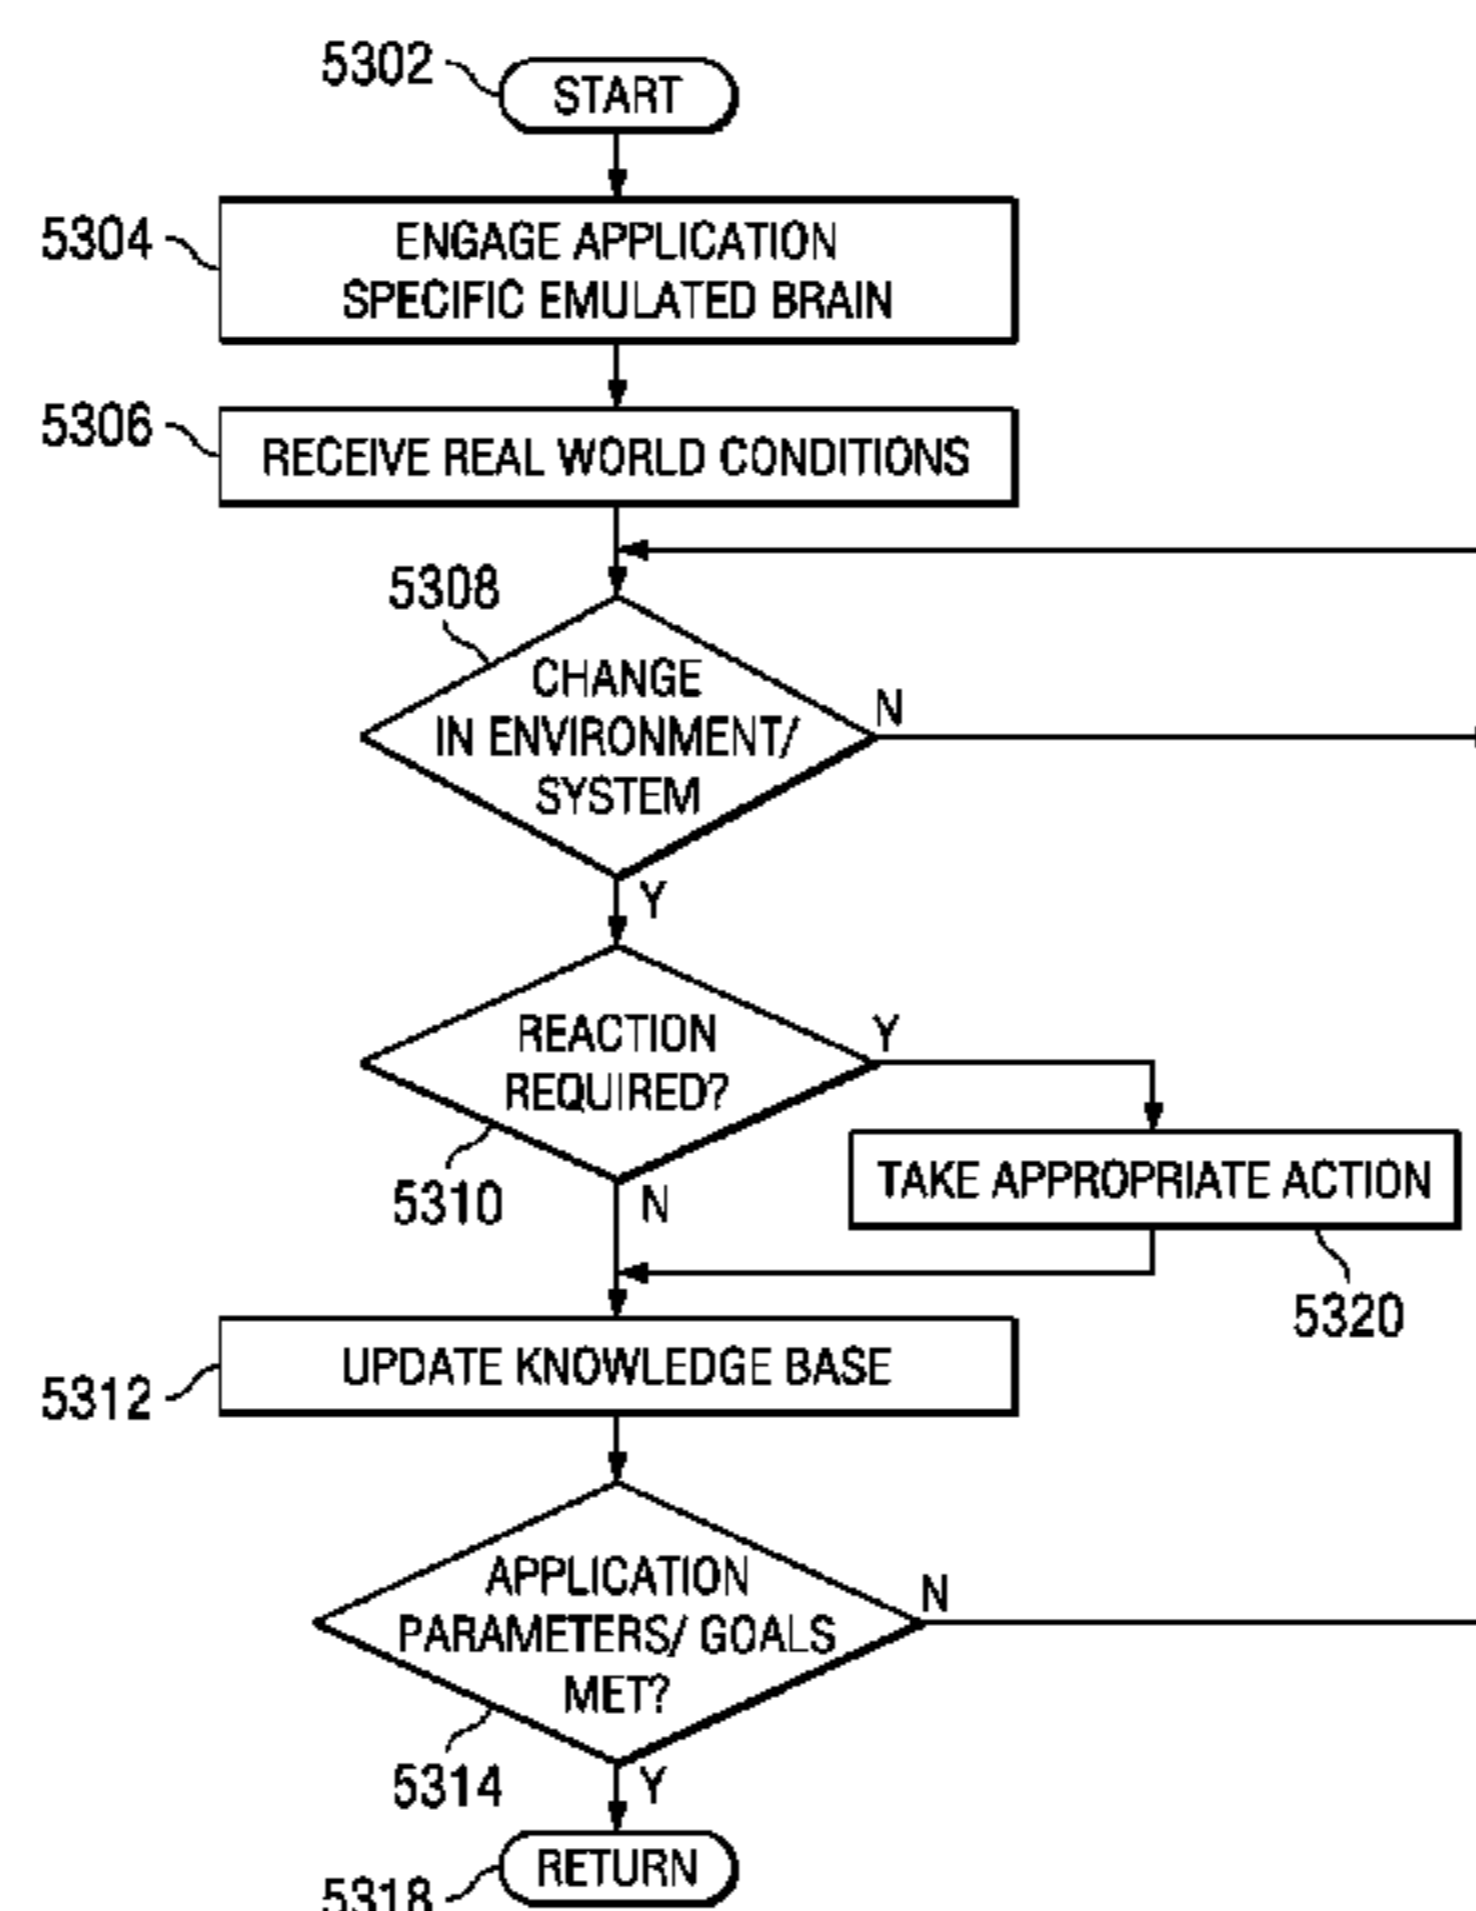 5302
START
5304
ENGAGE APPLICATION
SPECIFIC EMULATED BRAIN
5306
RECEIVE REAL WORLD CONDITIONS
5308
CHANGE
IN ENVIRONMENT/
SYSTEM
N
Y
REACTION
REQUIRED?
Y
5310
N
TAKE APPROPRIATE ACTION
5320
5312
UPDATE KNOWLEDGE BASE
APPLICATION
PARAMETERS/ GOALS
MET?
N
5314
Y
RETURN
5318